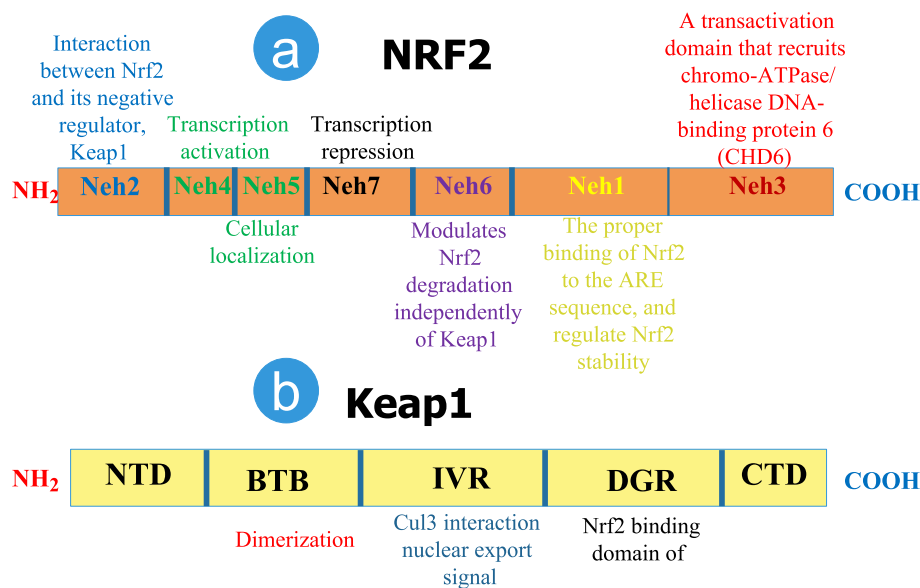 a
NRF2
Interaction
between Nrf2
and its negative
regulator,
Keap1
Transcription
activation
Transcription
repression
A transactivation
domain that recruits
chromo-ATPase/
helicase DNA-
binding protein 6
(CHD6)
NH2 Neh2 Neh4 Neh5 Neh7 Neh6 Neh1 Neh3 COOH
Cellular
localization
Modulates
Nrf2
degradation
independently
of Keap1
The proper
binding of Nrf2
to the ARE
sequence, and
regulate Nrf2
stability
b
Keap1
NH2 NTD BTB IVR DGR CTD COOH
Dimerization
Cul3 interaction
nuclear export
signal
Nrf2 binding
domain of